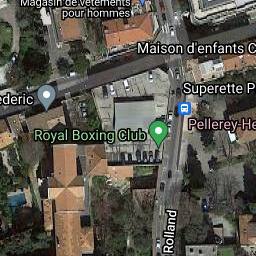 Magasin de vêtements
pour hommes
Maison d'enfants C
ederic
Superette P
Royal Boxing Club
Pellerey-He
Rolland